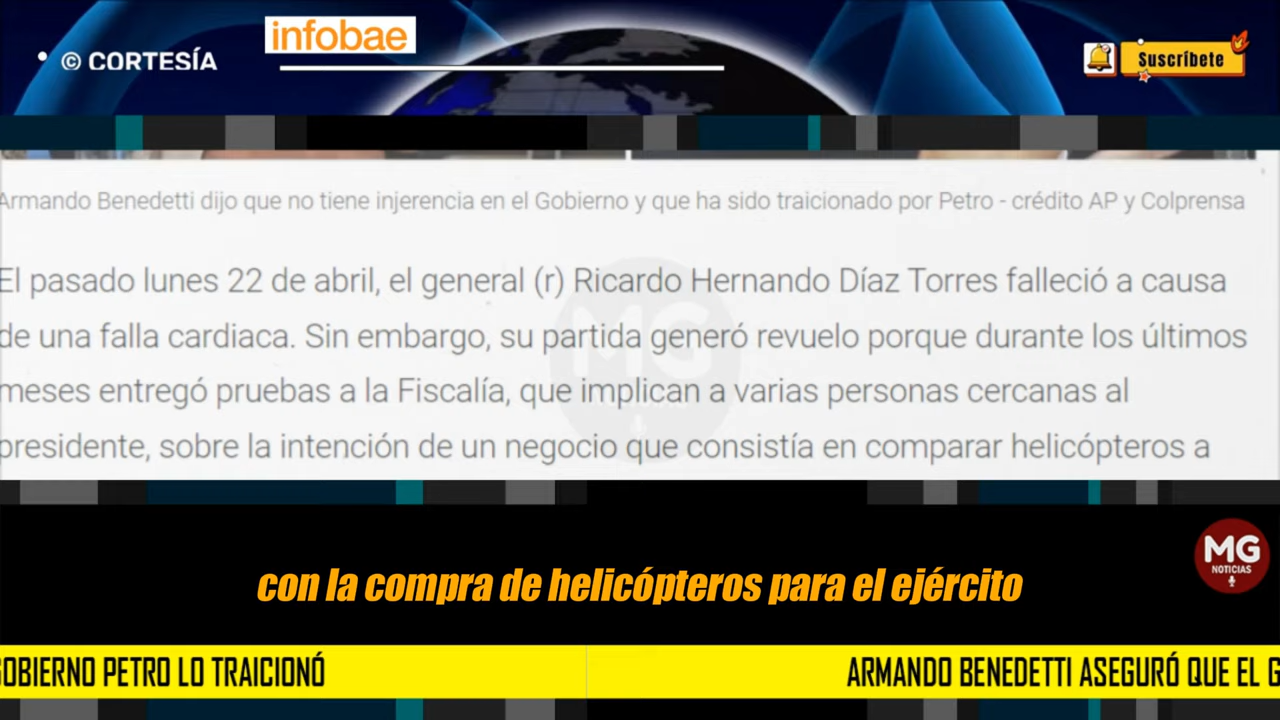 © CORTESÍA
infobae
Suscríbete
Armando Benedetti dijo que no tiene injerencia en el Gobierno y que ha sido traicionado por Petro - crédito AP y Colprensa
El pasado lunes 22 de abril, el general (r) Ricardo Hernando Díaz Torres falleció a causa
de una falla cardiaca. Sin embargo, su partida generó revuelo porque durante los últimos
meses entregó pruebas a la Fiscalía, que implican a varias personas cercanas al
presidente, sobre la intención de un negocio que consistía en comparar helicópteros a
MG
con la compra de helicópteros para el ejército
MG
NOTICIAS
GOBIERNO PETRO LO TRAICIONÓ
ARMANDO BENEDETTI ASEGURÓ QUE EL G